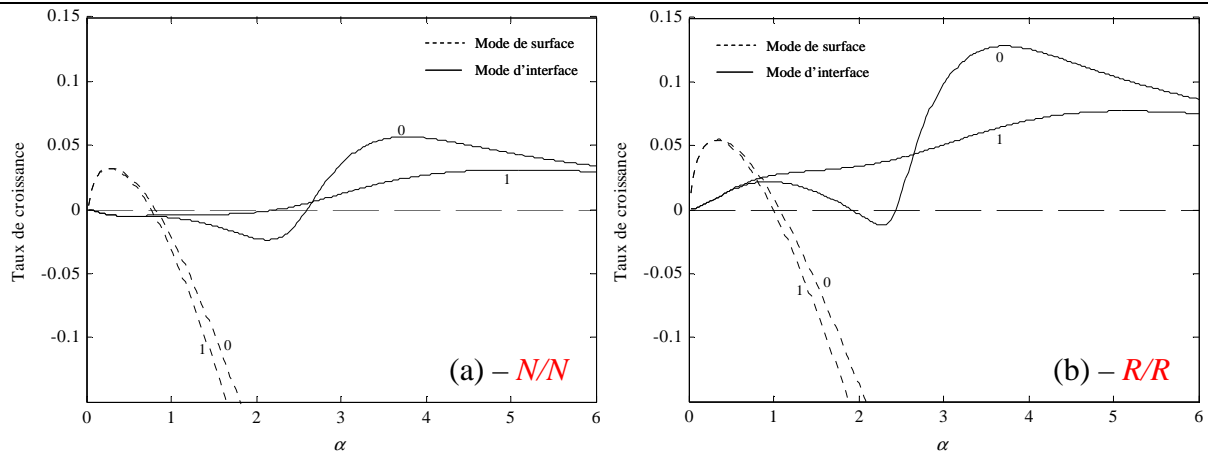 0.15
0.1
0.05
0
-0.05
-0.1
Taux de croissance
Mode de surface
Mode d'interface
0
1
1
0
(a) – N/N
0 1 2 3 4 5 6
α
0.15
0.1
0.05
0
-0.05
-0.1
Taux de croissance
Mode de surface
Mode d'interface
0
1
0
1
(b) – R/R
0 1 2 3 4 5 6
α